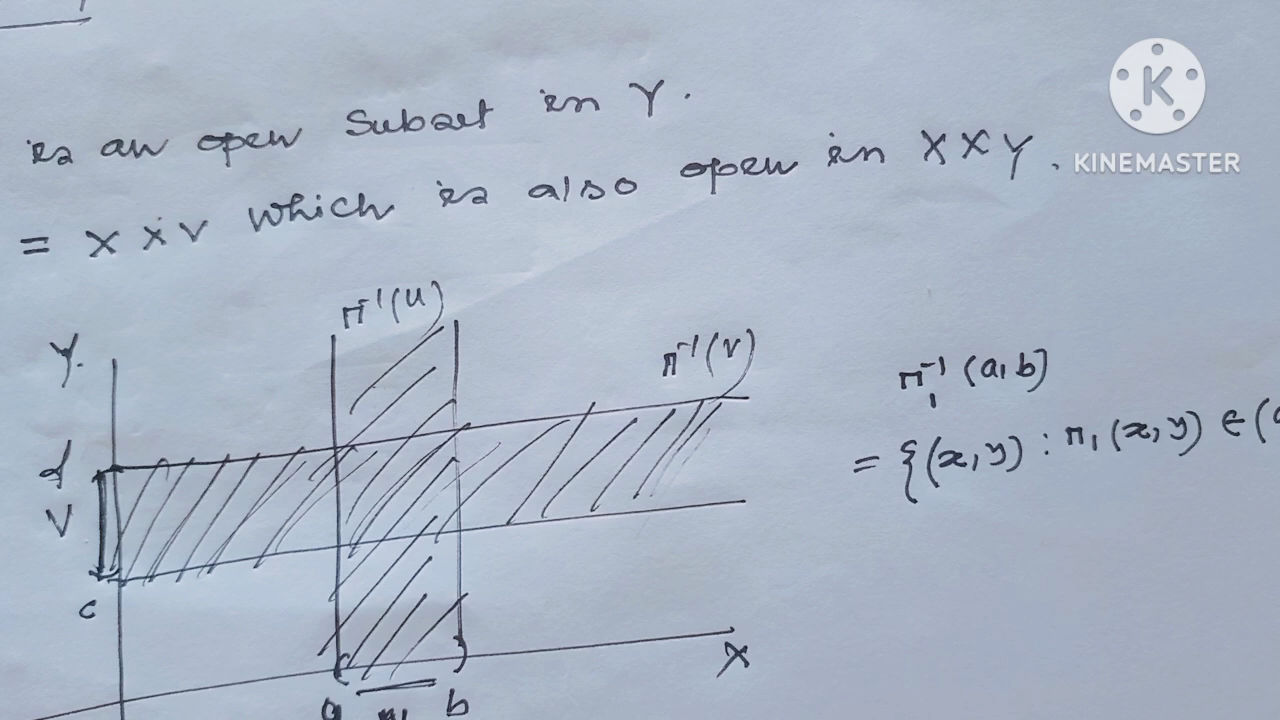 is an open subset in Y.
= X × V which is also open in X × Y.
KINEMASTER
π⁻¹(U)
Y.
π⁻¹(V)
π₁⁻¹(a,b)
d
= {(x,y) : π₁(x,y) ∈ (
V
c
X
a
b